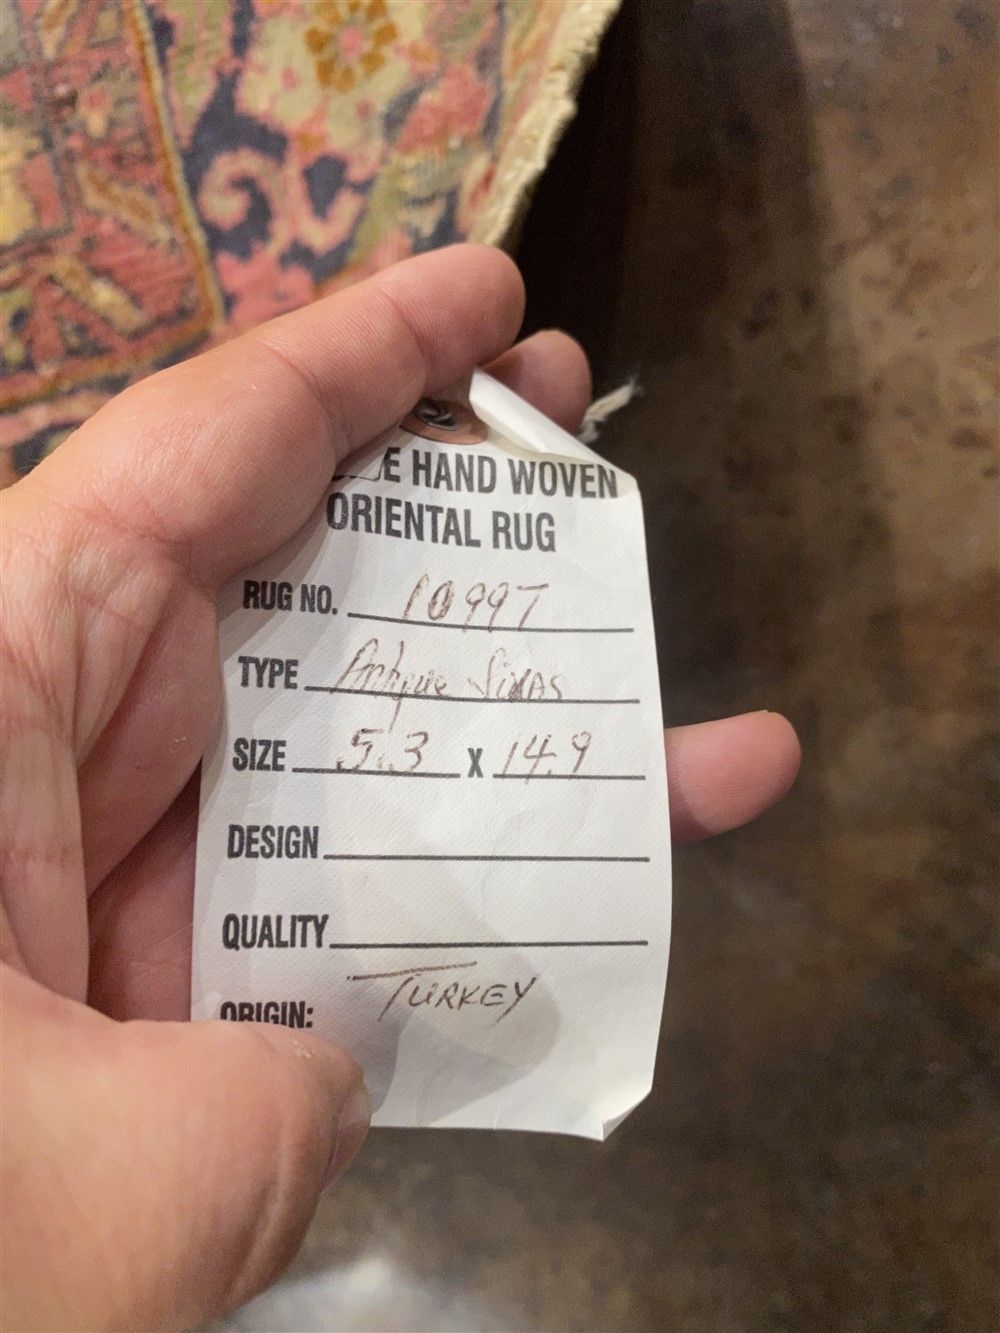 E HAND WOVEN
ORIENTAL RUG
RUG NO. 10997
TYPE Antique Sivas
SIZE 5.3 X 14.9
DESIGN
QUALITY
ORIGIN: TURKEY